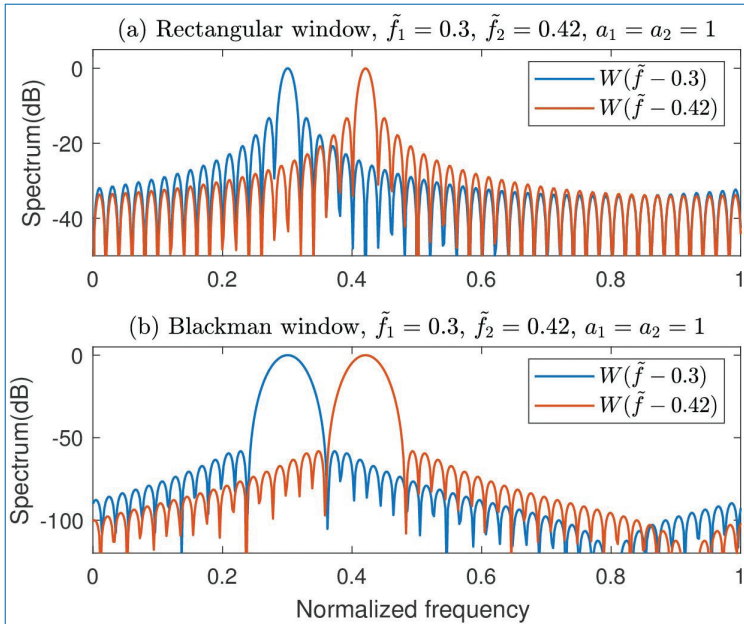 (a) Rectangular window, f̃₁ = 0.3, f̃₂ = 0.42, a₁ = a₂ = 1
0
-20
-40
Spectrum(dB)
W(f̃ − 0.3)
W(f̃ − 0.42)
0 0.2 0.4 0.6 0.8 1
(b) Blackman window, f̃₁ = 0.3, f̃₂ = 0.42, a₁ = a₂ = 1
0
-50
-100
Spectrum(dB)
W(f̃ − 0.3)
W(f̃ − 0.42)
0 0.2 0.4 0.6 0.8 1
Normalized frequency